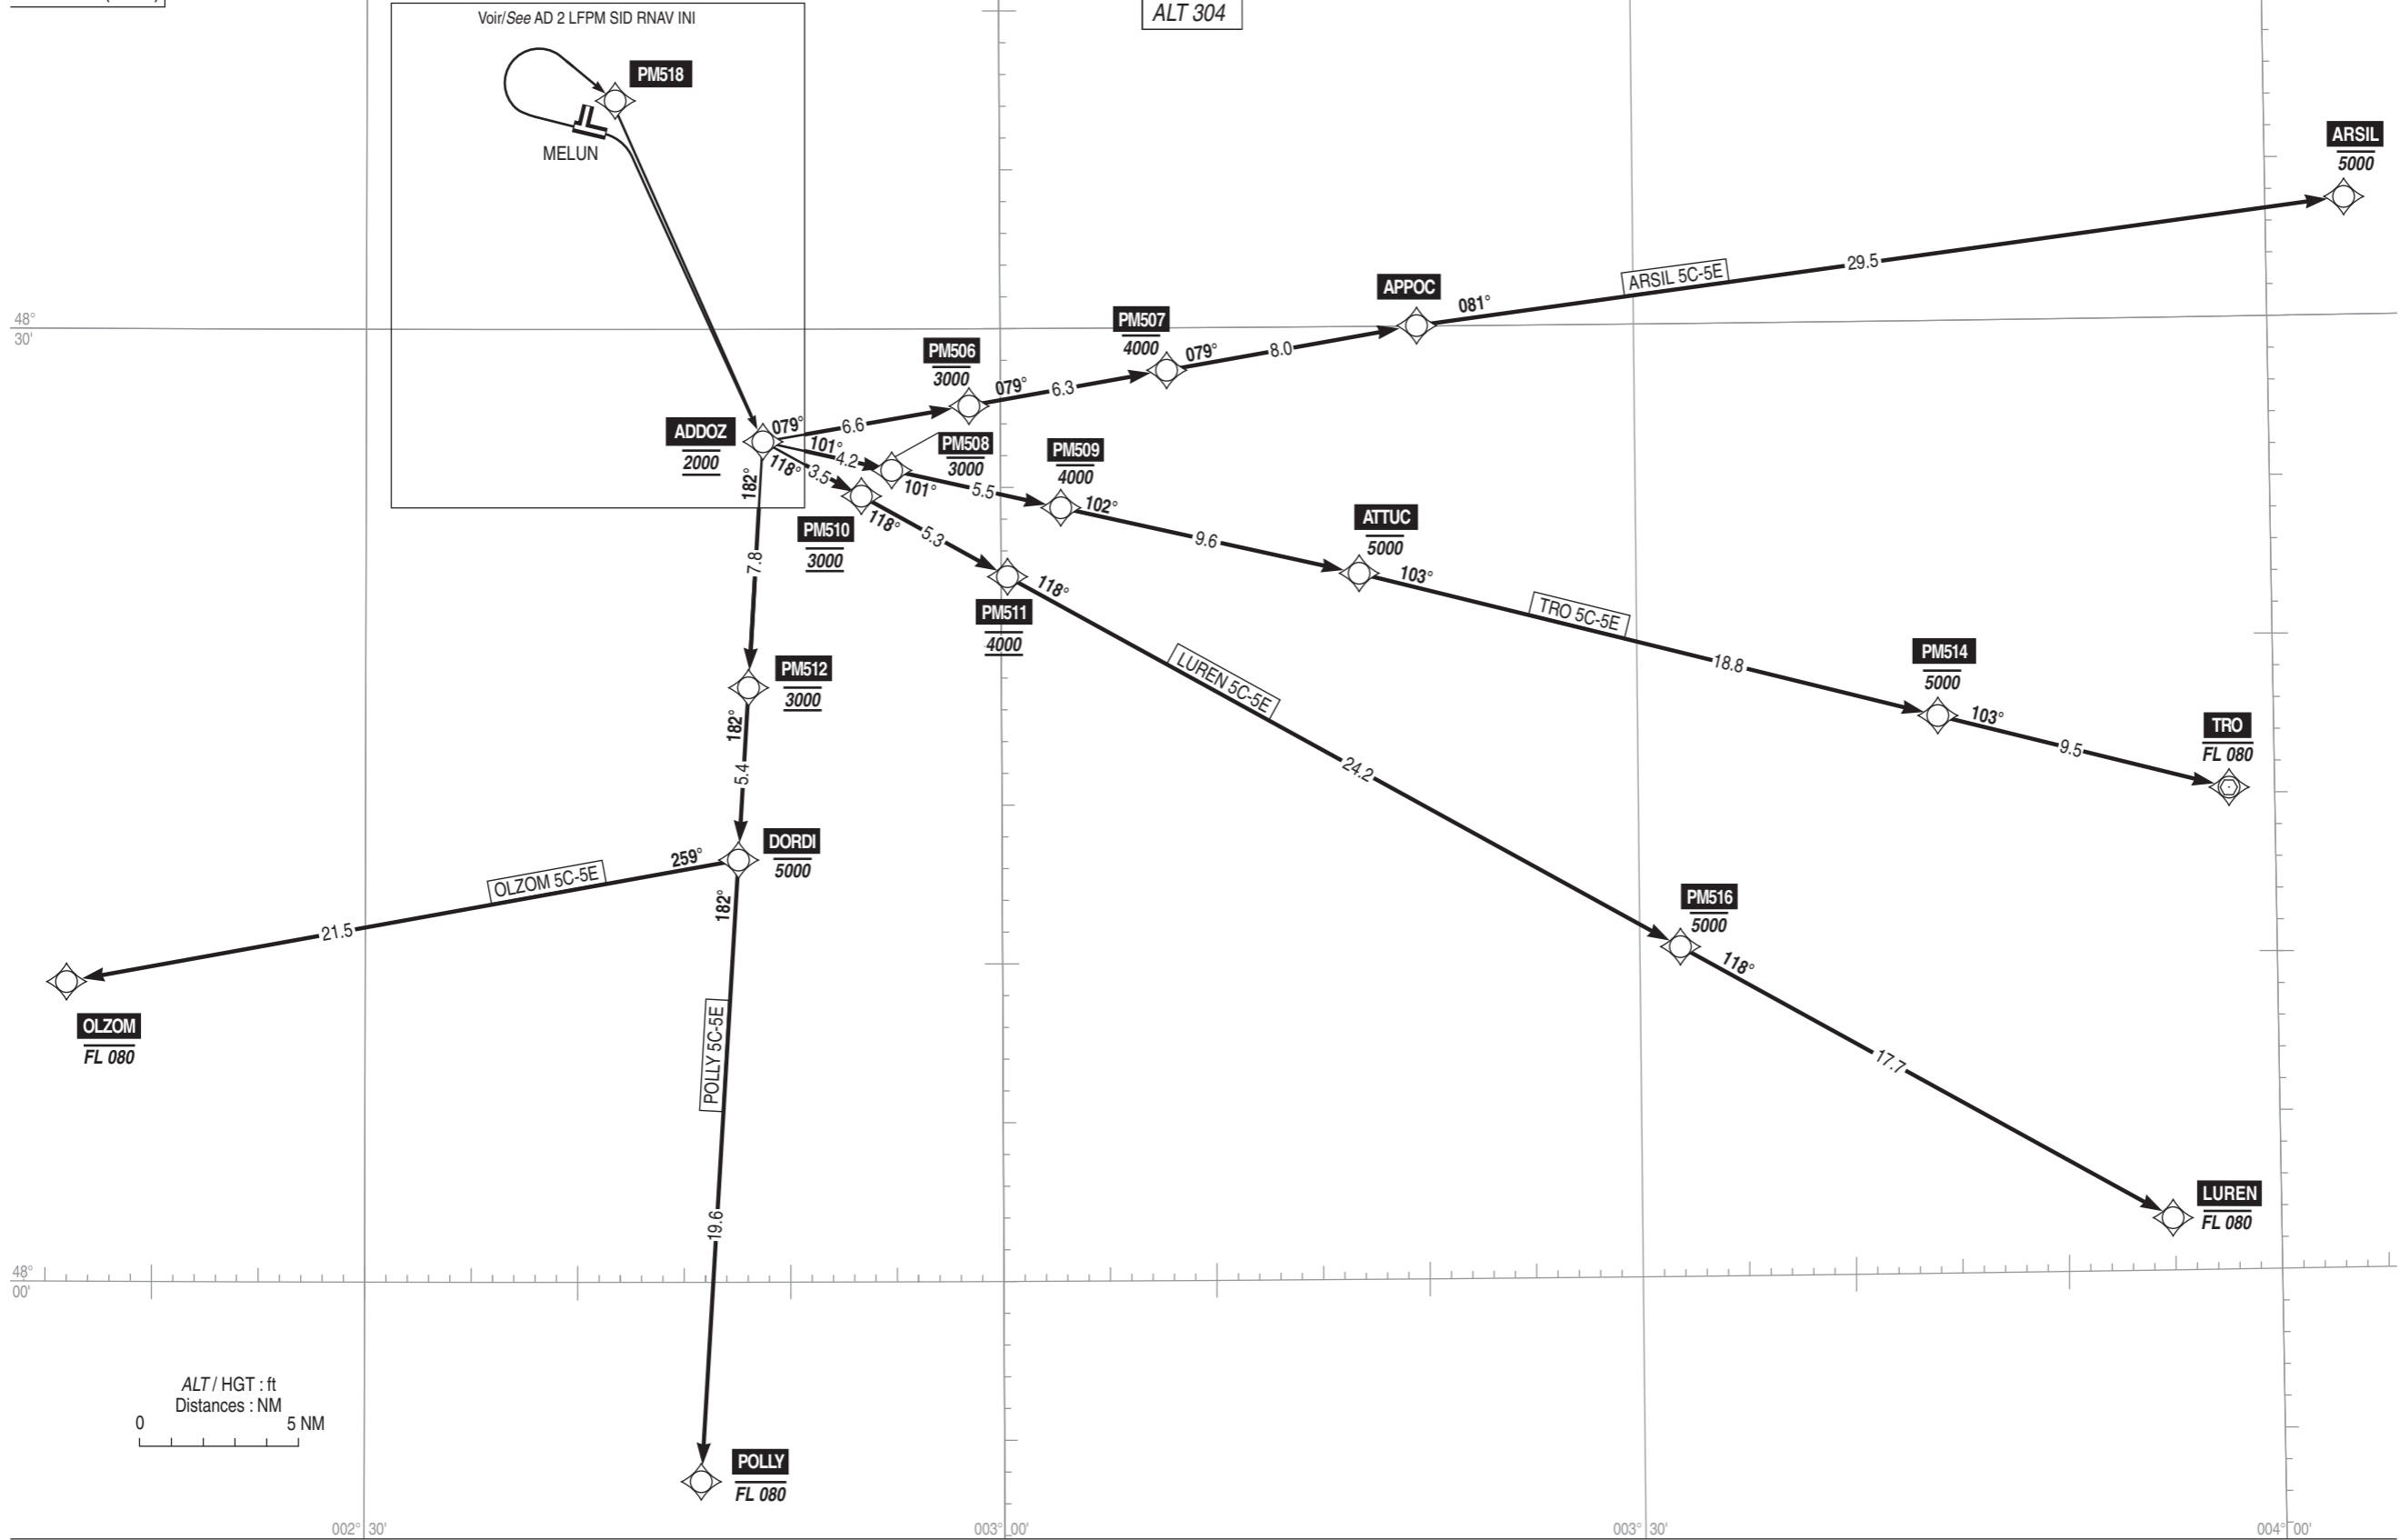 Voir/See AD 2 LFPM SID RNAV INI
ALT 304
PM518
MELUN
ARSIL
5000
ARSIL 5C-5E
29.5
APPOC
081°
48°
30'
PM507
4000
079°
8.0
PM506
3000
079°
6.3
ADDOZ
2000
079°
6.6
101°
4.2
PM508
3000
118°
3.5
182°
101°
5.5
PM509
4000
102°
9.6
ATTUC
5000
103°
PM510
3000
118°
5.3
7.8
PM511
4000
118°
TRO 5C-5E
18.8
PM514
5000
103°
9.5
TRO
FL 080
LUREN 5C-5E
24.2
PM512
3000
182°
5.4
DORDI
5000
259°
182°
OLZOM 5C-5E
21.5
OLZOM
FL 080
PM516
5000
118°
17.7
POLLY 5C-5E
19.6
LUREN
FL 080
48°
00'
ALT / HGT : ft
Distances : NM
0 5 NM
POLLY
FL 080
002° 30'
003° 00'
003° 30'
004° 00'